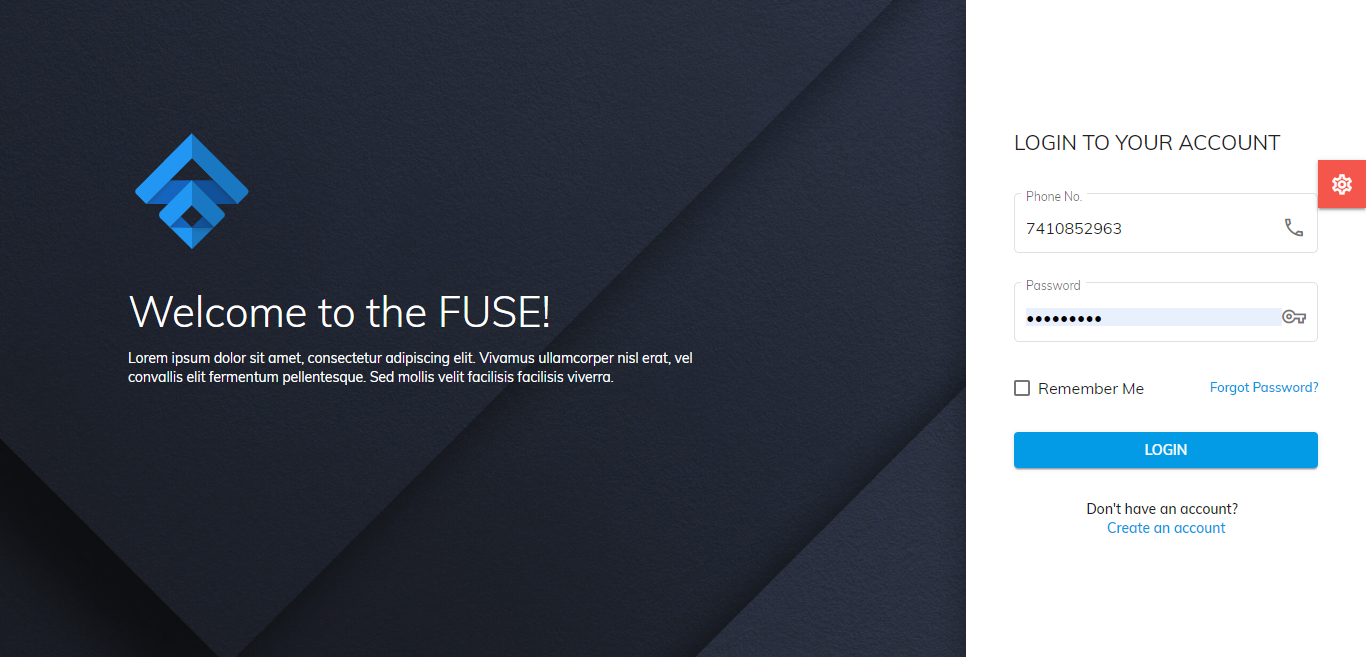 Welcome to the FUSE!
Lorem ipsum dolor sit amet, consectetur adipiscing elit. Vivamus ullamcorper nisl erat, vel
convallis elit fermentum pellentesque. Sed mollis velit facilisis facilisis viverra.
LOGIN TO YOUR ACCOUNT
Phone No.
7410852963
Password
•••••••••
Remember Me
Forgot Password?
LOGIN
Don't have an account?
Create an account